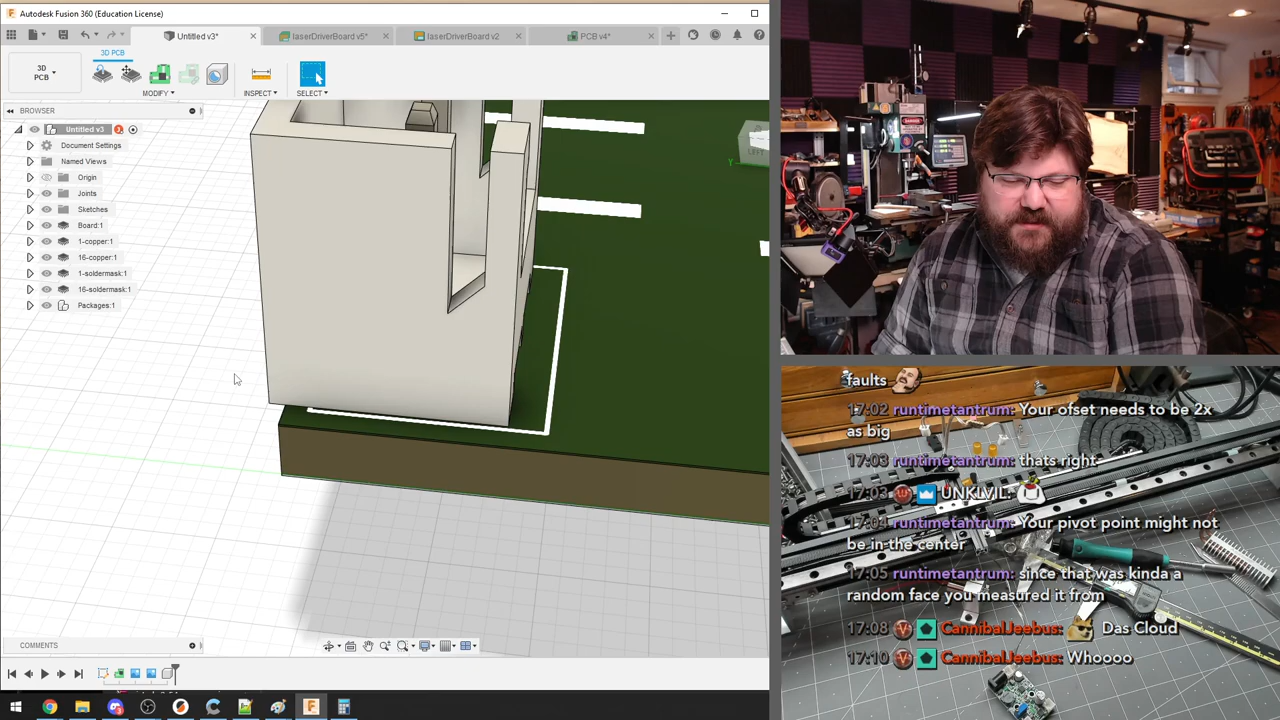 Autodesk Fusion 360 (Education License)
Untitled v3*
laserDriverBoard v5*
laserDriverBoard v2
PCB v4*
3D PCB
3D
PCB
MODIFY
INSPECT
SELECT
BROWSER
Untitled v3
Document Settings
Named Views
Origin
Joints
Sketches
Board:1
1-copper:1
16-copper:1
1-soldermask:1
16-soldermask:1
Packages:1
COMMENTS
DANGER
faults
17:02 runtimetantrum: Your ofset needs to be 2x
as big
17:03 runtimetantrum: thats right
17:03 UNKLVIL:
17:04 runtimetantrum: Your pivot point might not
be in the center
17:05 runtimetantrum: since that was kinda a
random face you measured it from
17:08 CannibalJeebus: Das Cloud
17:10 CannibalJeebus: Whoooo